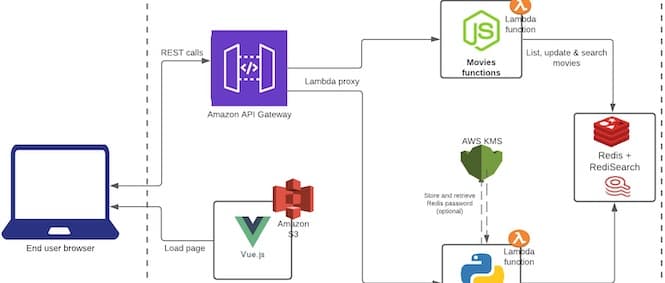 Lambda
function
JS
REST calls
</>
Movies
functions
List, update & search
movies
Lambda proxy
Amazon API Gateway
AWS KMS
Redis +
RediSearch
Store and retrieve
Redis password
(optional)
Amazon
S3
End user browser
Load page
Vue.js
Lambda
function